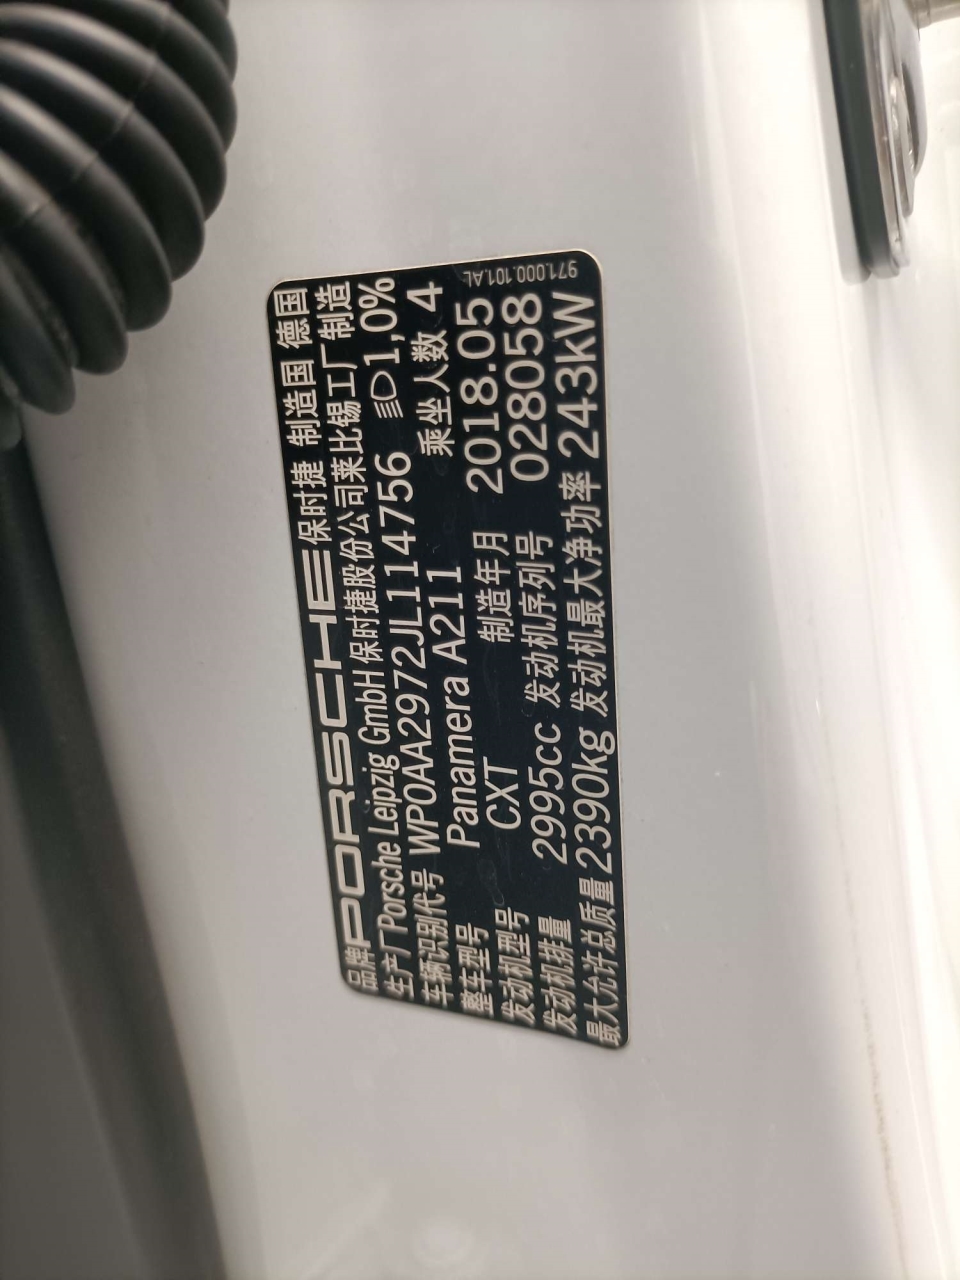 品牌 PORSCHE 保时捷 制造国 德国
生产厂 Porsche Leipzig GmbH 保时捷股份公司莱比锡工厂 制造
车辆识别代号 WP0AA2972JL114756 1,0%
整车型号 Panamera A211 乘坐人数 4
发动机型号 CXT 制造年月 2018.05
发动机排量 2995cc 发动机序列号 028058
最大允许总质量 2390kg 发动机最大净功率 243kW
971.000.101.AL